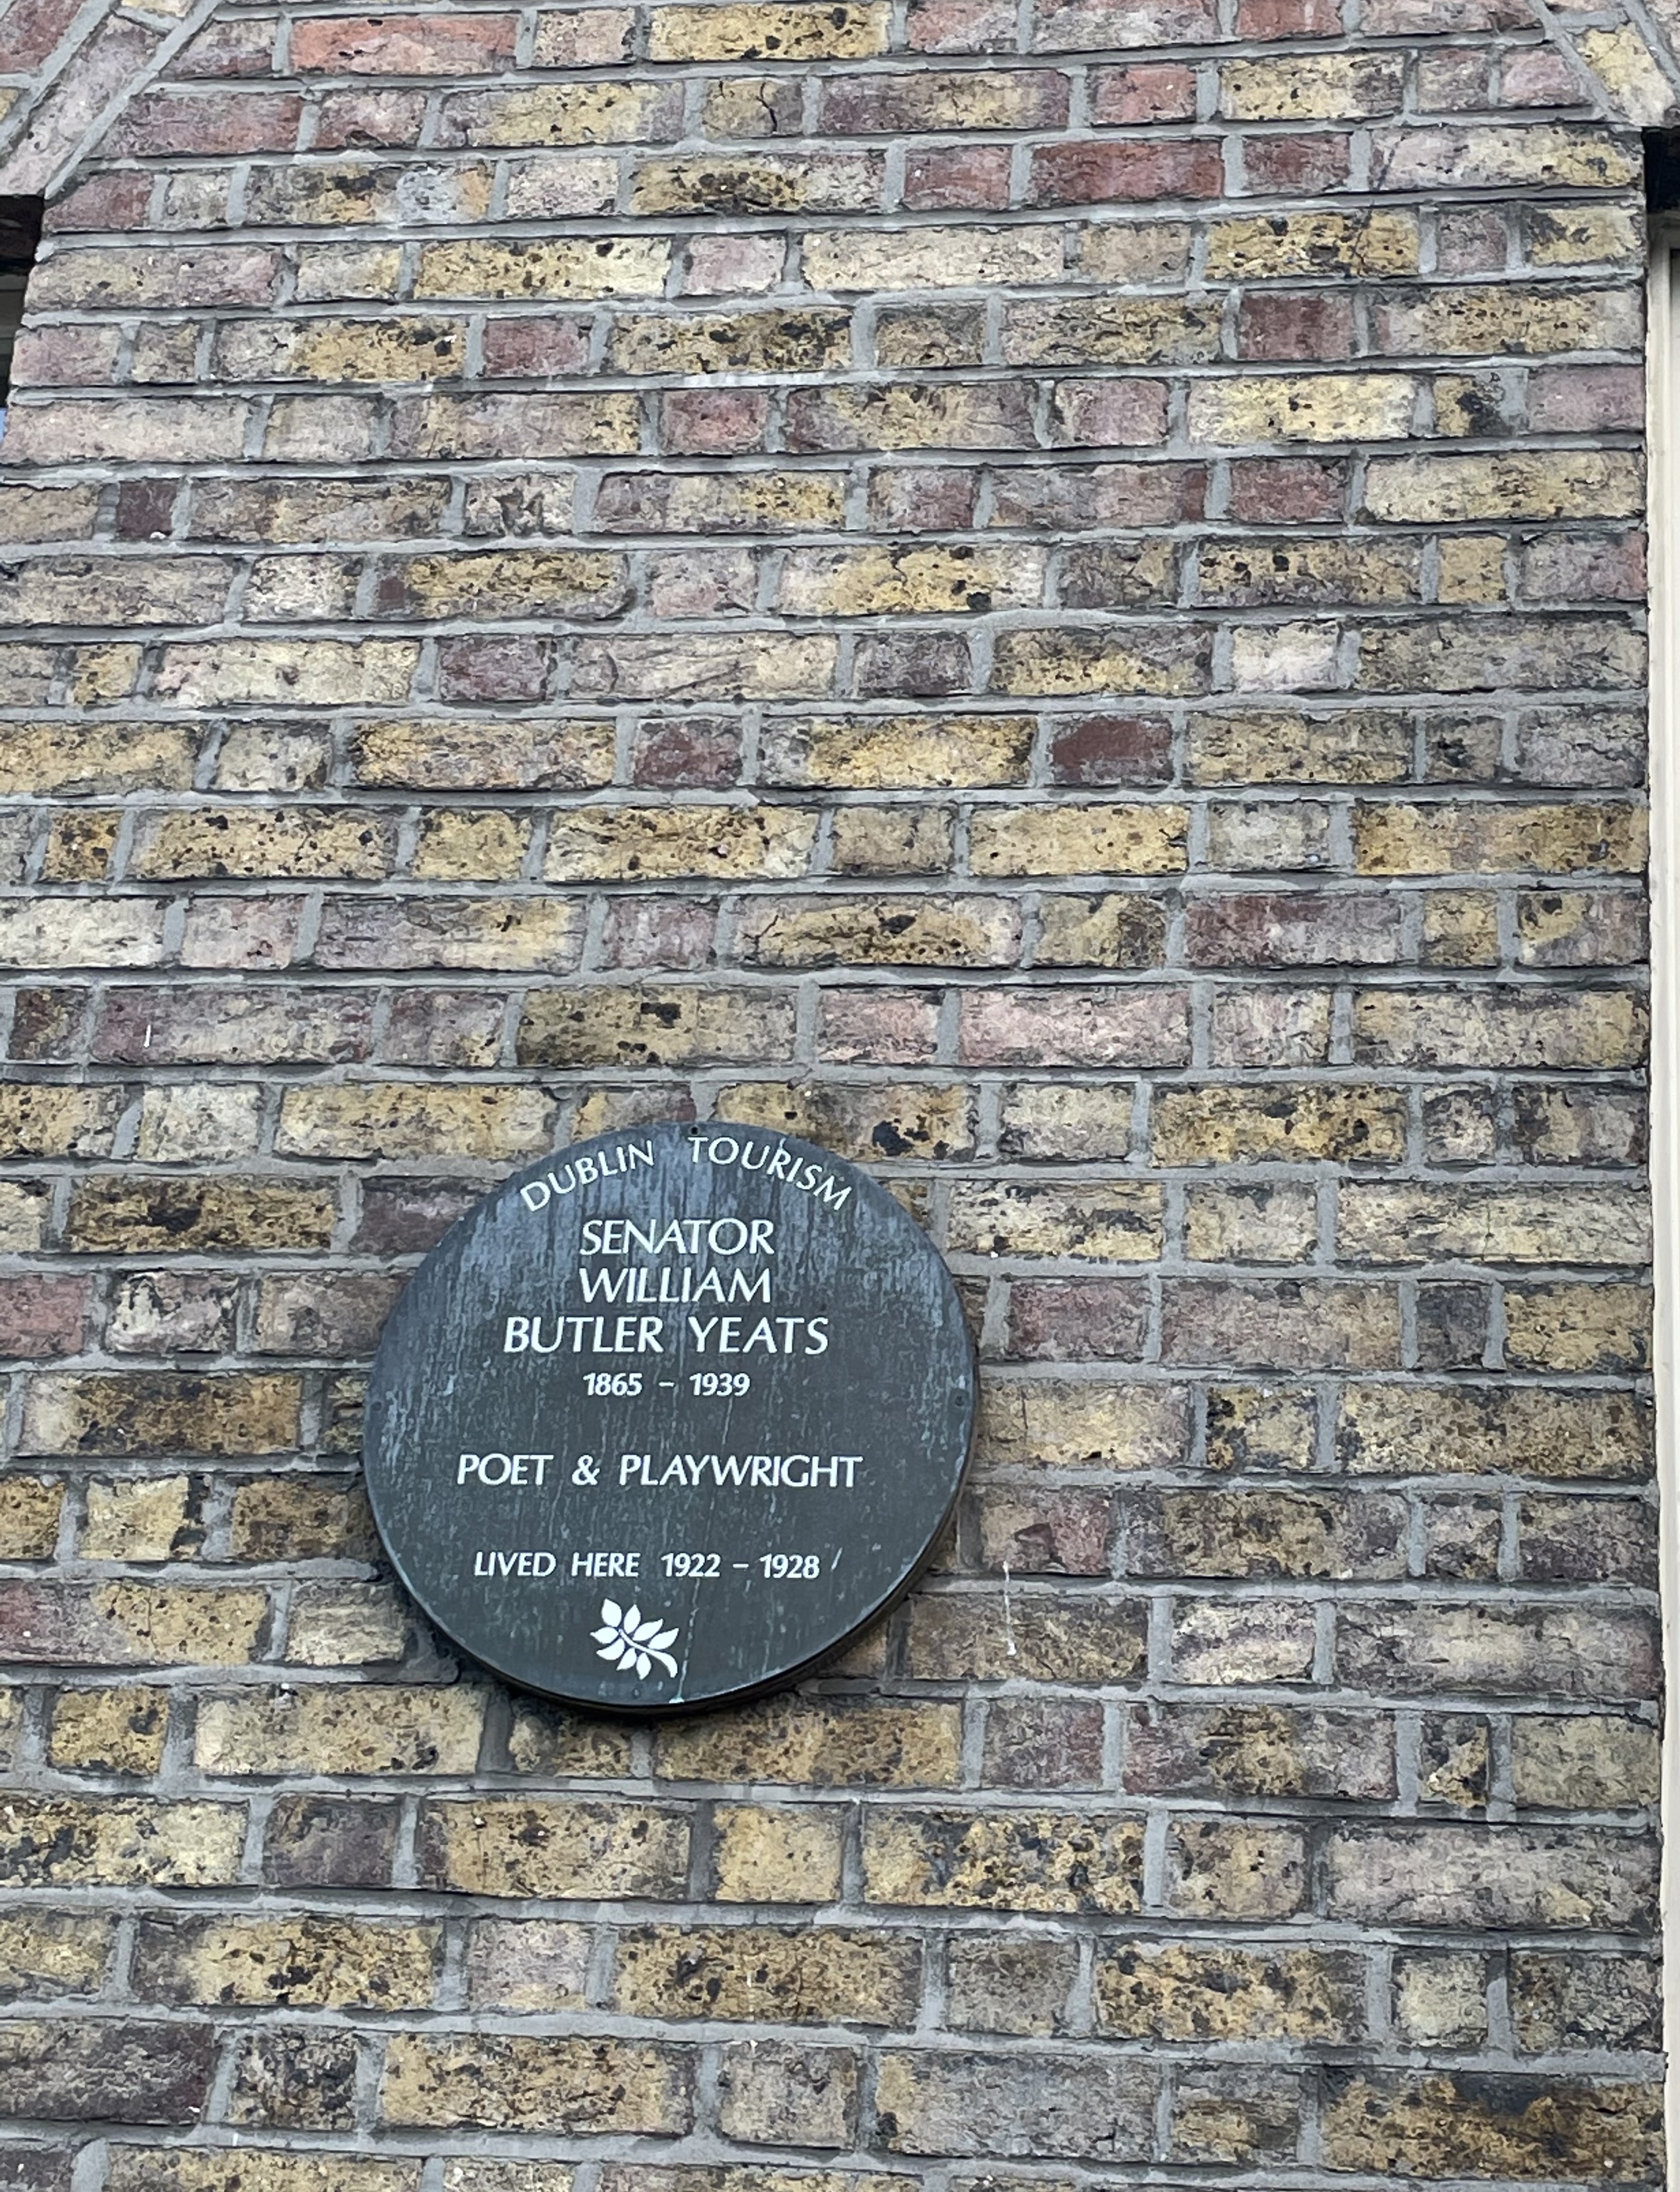 DUBLIN TOURISM
SENATOR
WILLIAM
BUTLER YEATS
1865 - 1939
POET & PLAYWRIGHT
LIVED HERE 1922 - 1928